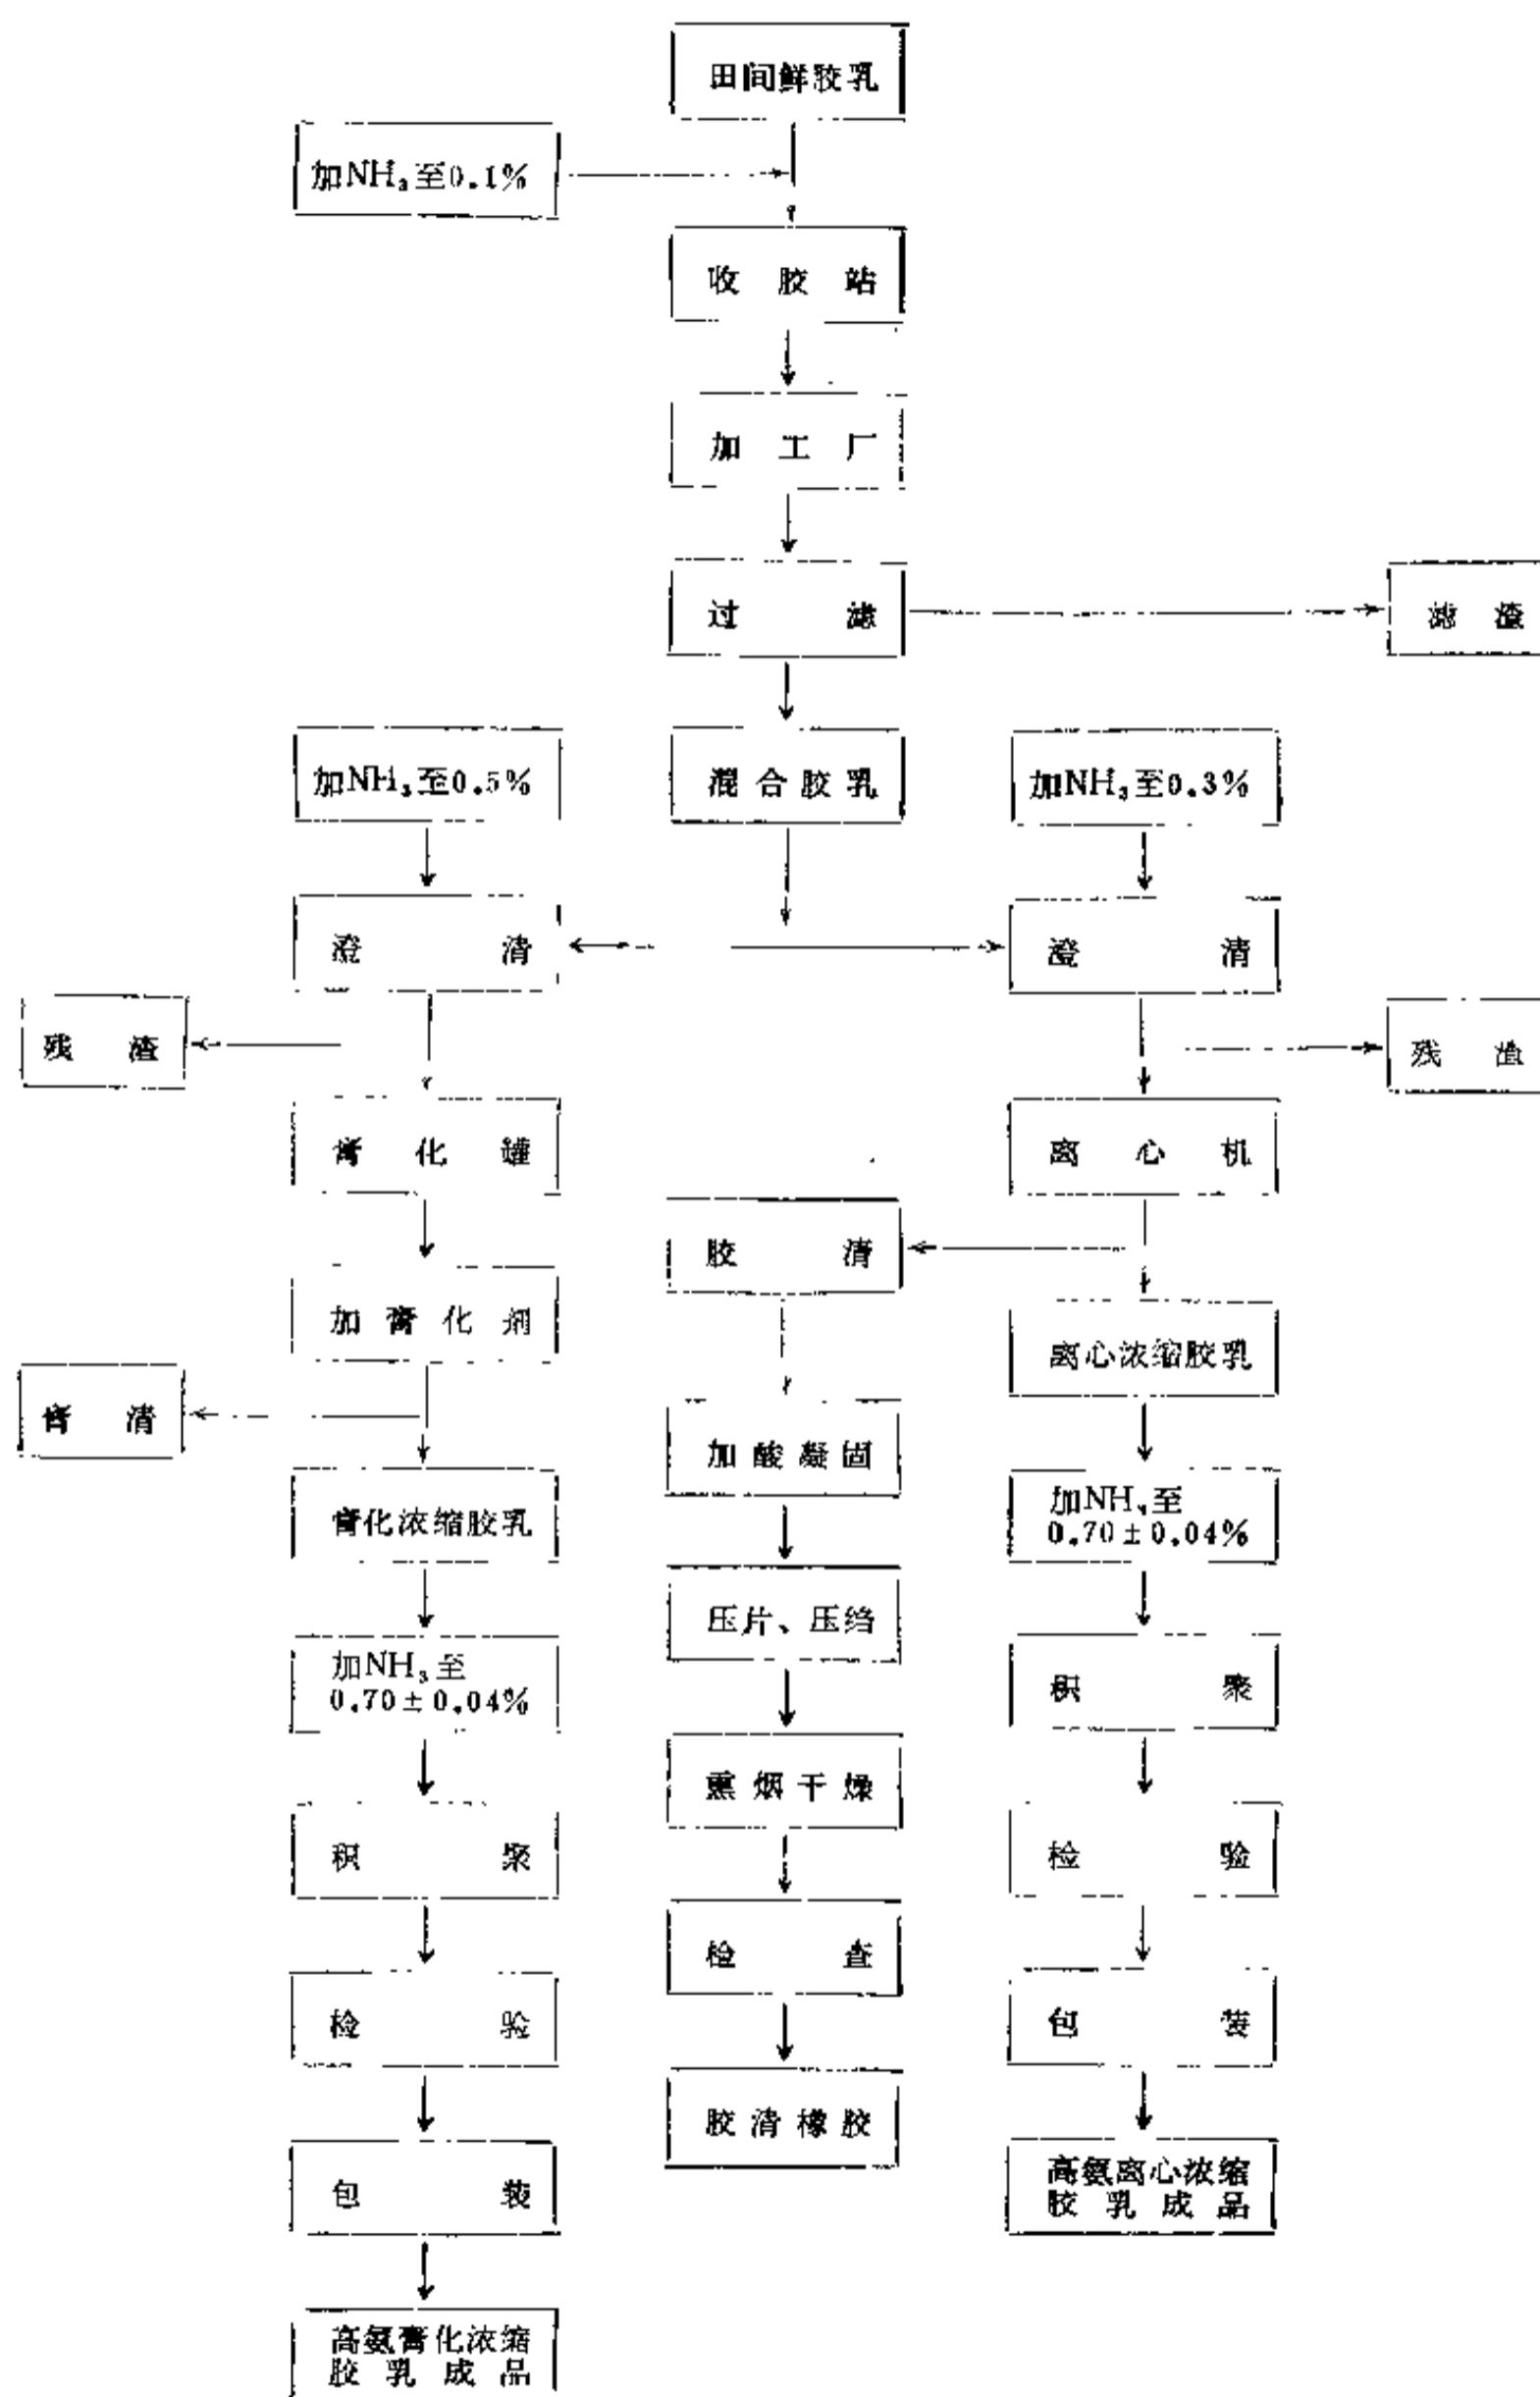 田间鲜胶乳
加NH₃至0.1%
收胶站
加工厂
过滤
滤渣
加NH₃至0.5%
混合胶乳
加NH₃至0.3%
澄清
澄清
残渣
残渣
膏化罐
离心机
胶清
加膏化剂
离心浓缩胶乳
膏清
加酸凝固
加NH₃至
0.70±0.04%
膏化浓缩胶乳
压片、压绉
加NH₃至
0.70±0.04%
积聚
熏烟干燥
积聚
检验
检查
检验
包装
胶清橡胶
高氨离心浓缩
胶乳成品
包装
高氨膏化浓缩
胶乳成品